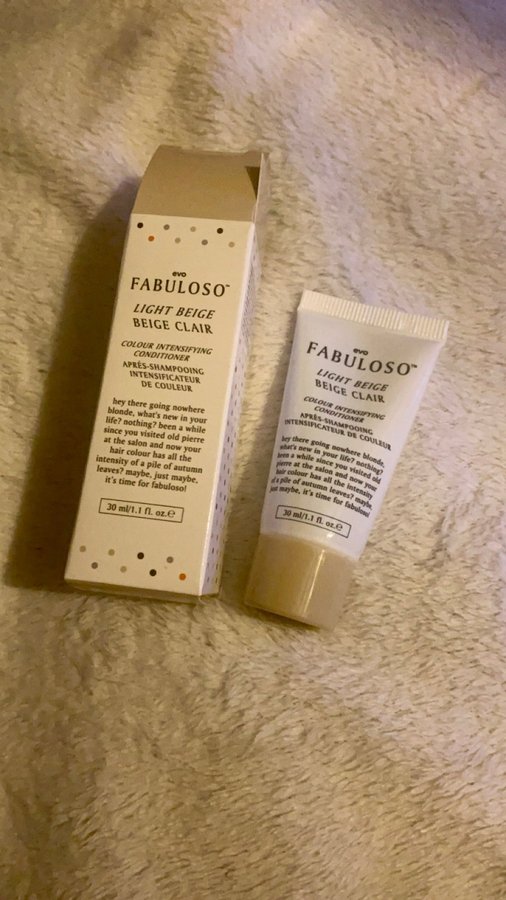 evo
FABULOSO™
LIGHT BEIGE
BEIGE CLAIR
COLOUR INTENSIFYING
CONDITIONER
APRÈS-SHAMPOOING
INTENSIFICATEUR
DE COULEUR
hey there going nowhere
blonde, what's new in your
life? nothing? been a while
since you visited old pierre
at the salon and now your
hair colour has all the
intensity of a pile of autumn
leaves? maybe, just maybe,
it's time for fabuloso!
30 ml/1.1 fl. oz.℮
evo
FABULOSO™
LIGHT BEIGE
BEIGE CLAIR
COLOUR INTENSIFYING
CONDITIONER
APRÈS-SHAMPOOING
INTENSIFICATEUR DE COULEUR
hey there going nowhere blonde,
what's new in your life? nothing?
been a while since you visited old
pierre at the salon and now your
hair colour has all the intensity
of a pile of autumn leaves? maybe,
just maybe, it's time for fabuloso!
30 ml/1.1 fl. oz.℮